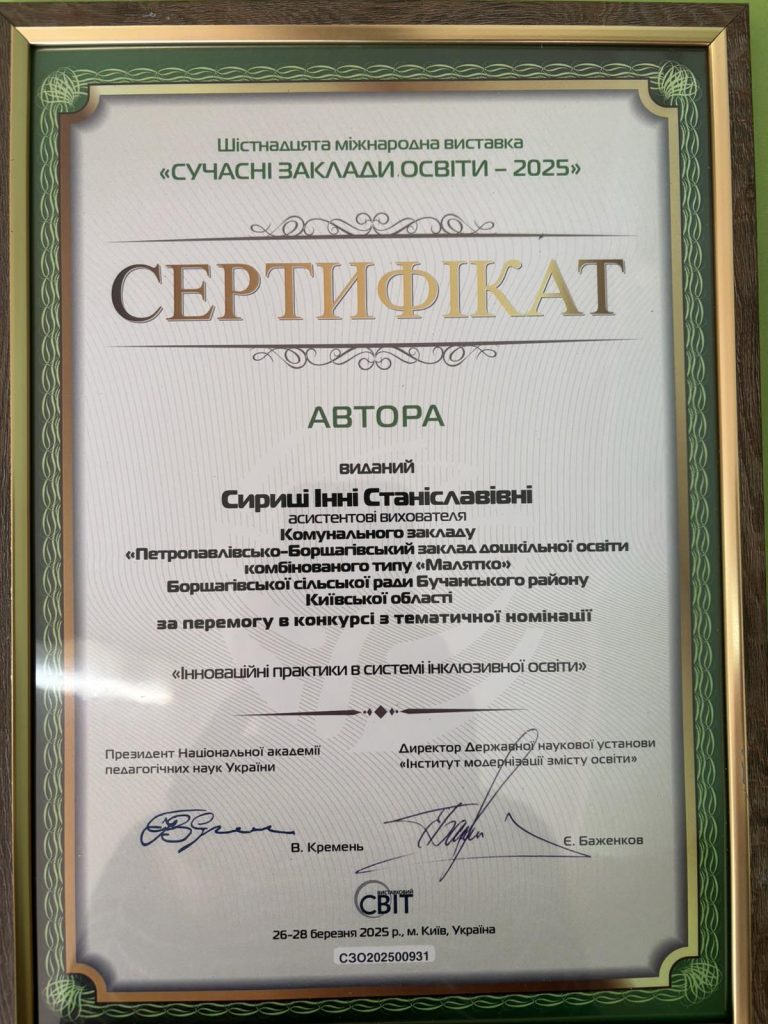 Шістнадцята міжнародна виставка
«СУЧАСНІ ЗАКЛАДИ ОСВІТИ – 2025»
СЕРТИФІКАТ
АВТОРА
виданий
Сириці Інні Станіславівні
асистентові вихователя
Комунального закладу
«Петропавлівсько-Борщагівський заклад дошкільної освіти
комбінованого типу «Малятко»
Борщагівської сільської ради Бучанського району
Київської області
за перемогу в конкурсі з тематичної номінації
«Інноваційні практики в системі інклюзивної освіти»
Президент Національної академії
педагогічних наук України
В. Кремень
Директор Державної наукової установи
«Інститут модернізації змісту освіти»
Є. Баженков
ВИСТАВКОВИЙ
СВІТ
26-28 березня 2025 р., м. Київ, Україна
СЗО202500931